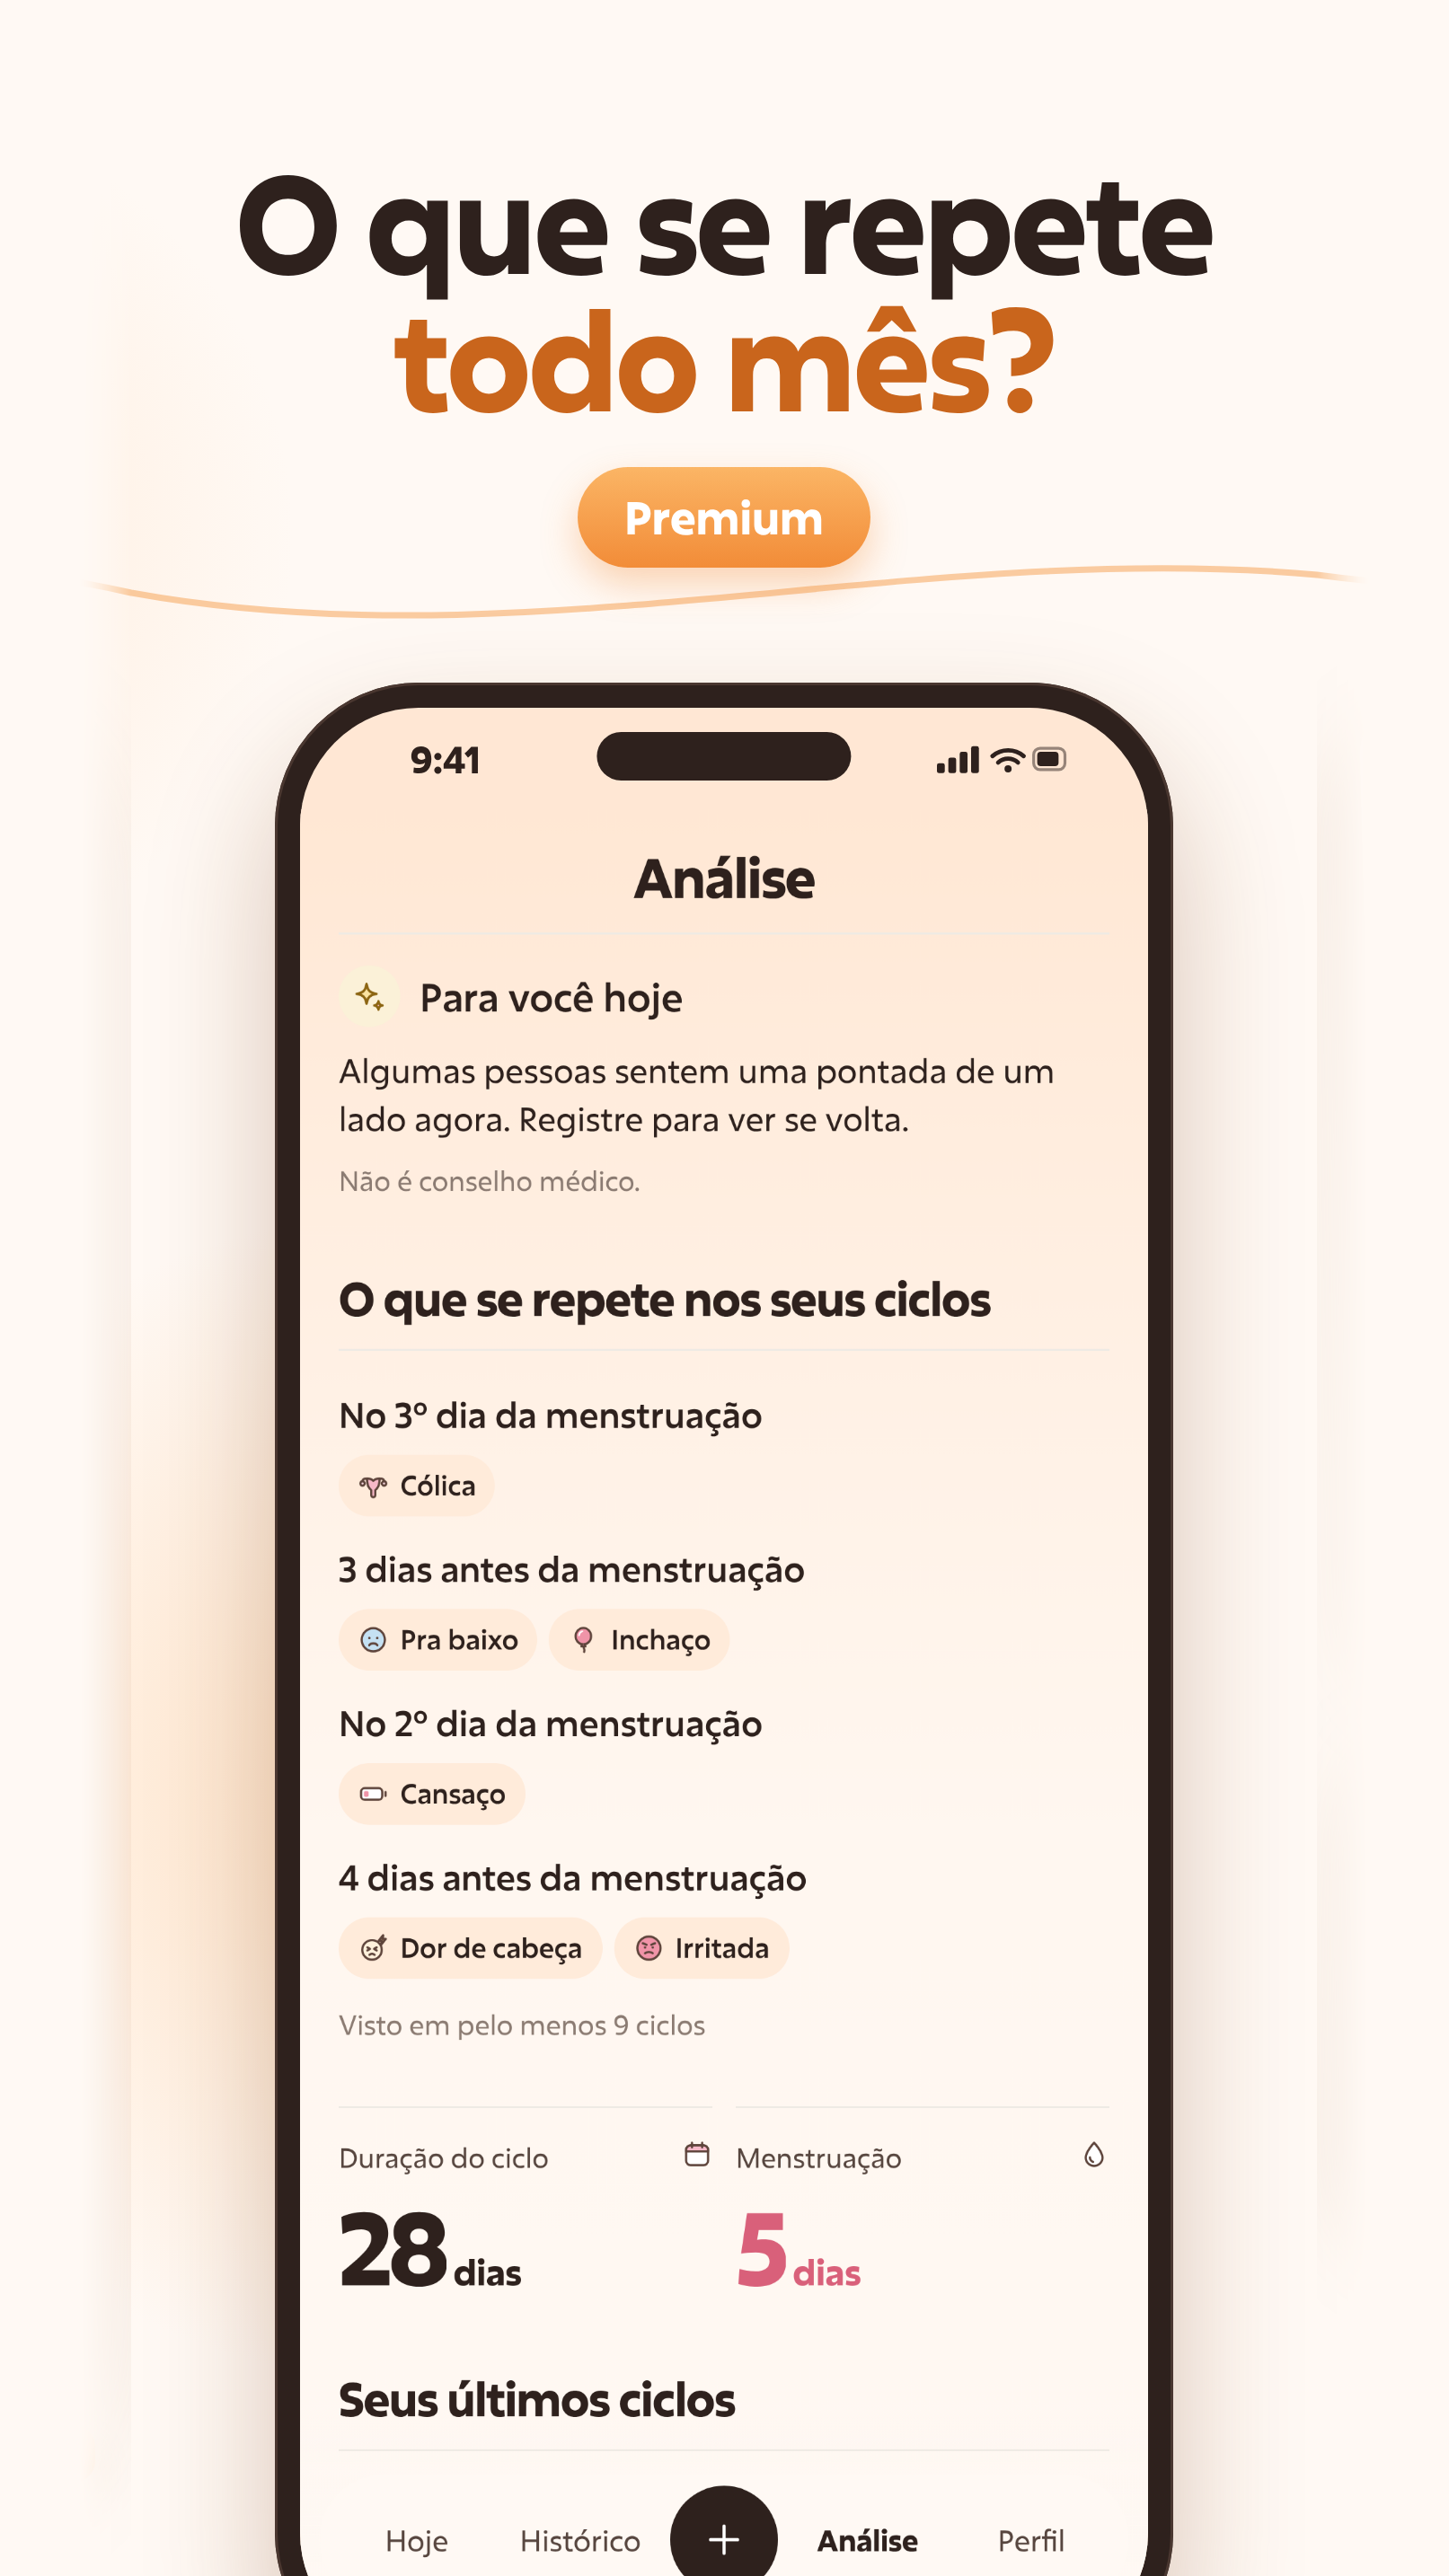 O que se repete
todo mês?
Premium
9:41
Análise
Para você hoje
Algumas pessoas sentem uma pontada de um
lado agora. Registre para ver se volta.
Não é conselho médico.
O que se repete nos seus ciclos
No 3º dia da menstruação
Cólica
3 dias antes da menstruação
Pra baixo Inchaço
No 2º dia da menstruação
Cansaço
4 dias antes da menstruação
Dor de cabeça Irritada
Visto em pelo menos 9 ciclos
Duração do ciclo Menstruação
28 dias 5 dias
Seus últimos ciclos
Hoje Histórico + Análise Perfil